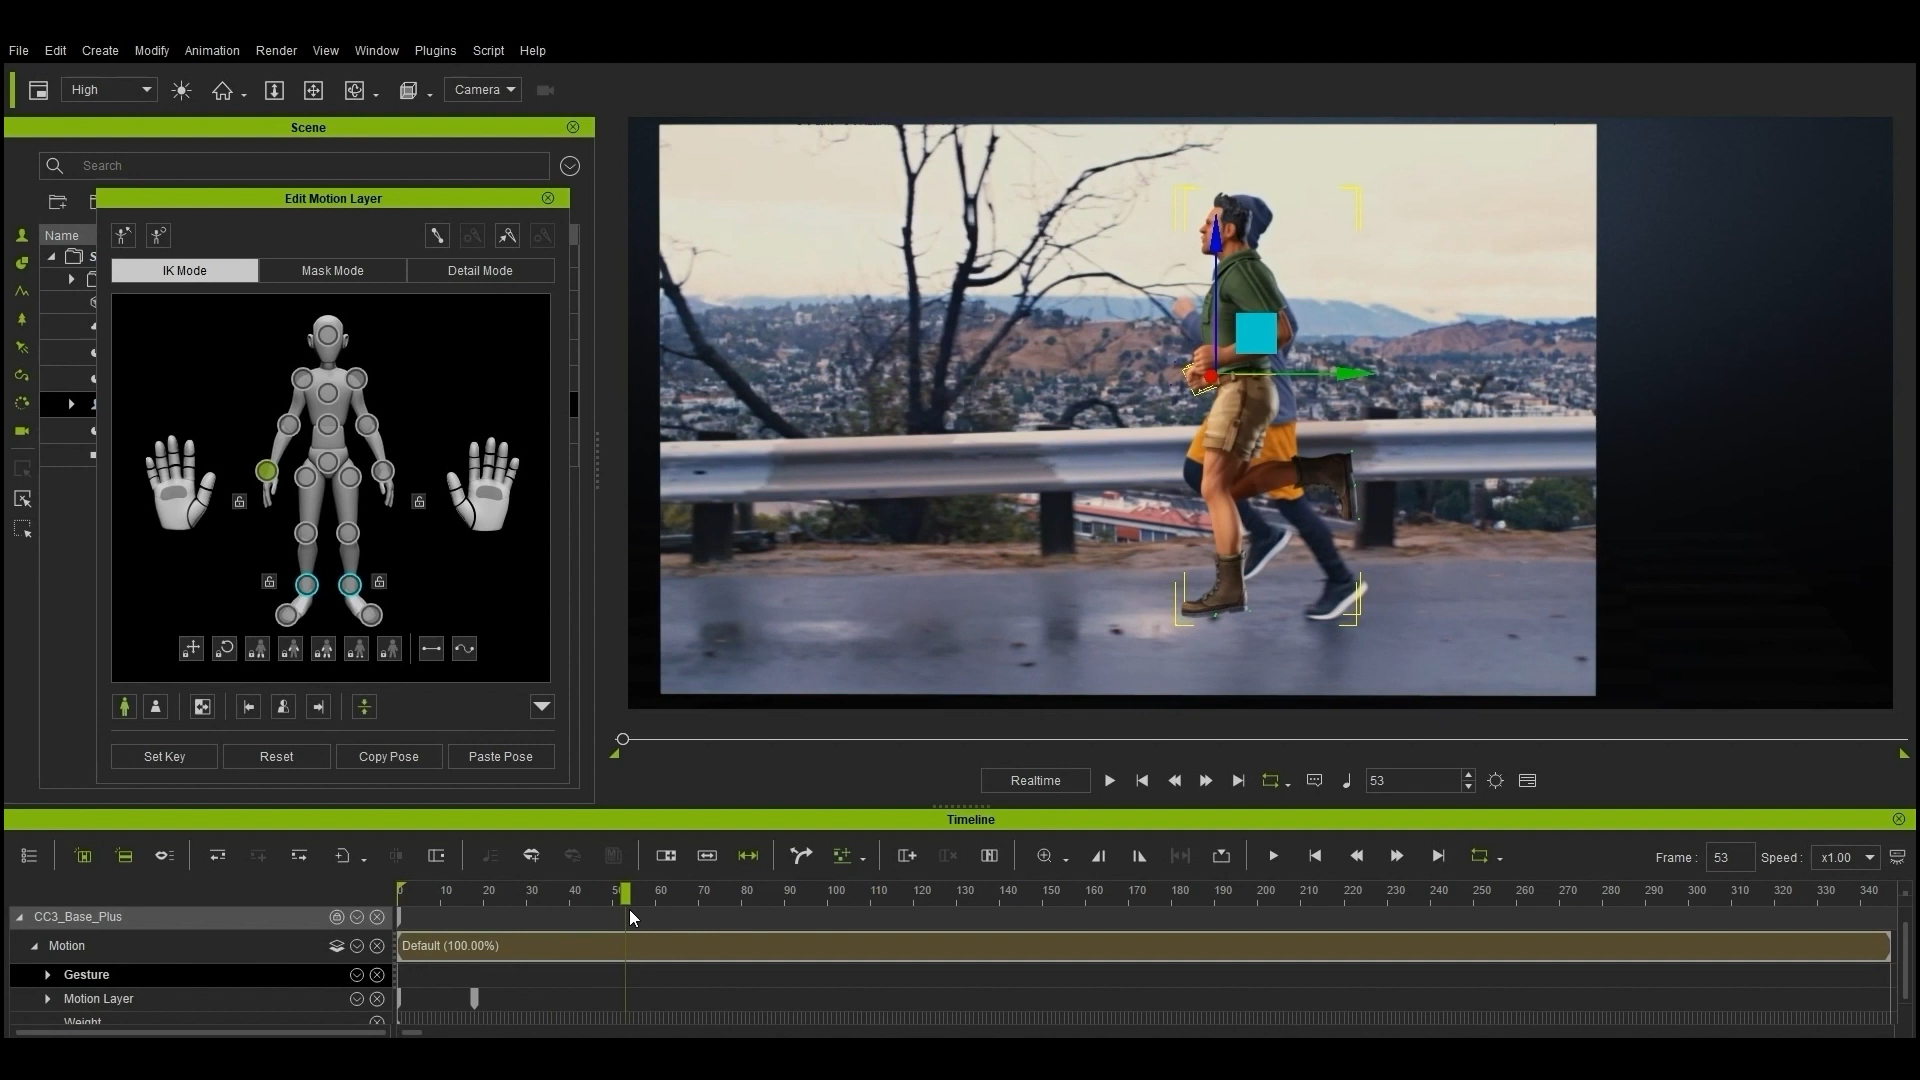 File Edit Create Modify Animation Render View Window Plugins Script Help
High Camera
Scene
Search
Edit Motion Layer
Name
IK Mode Mask Mode Detail Mode
S
Set Key Reset Copy Pose Paste Pose
Realtime 53
Timeline
Frame : 53 Speed : x1.00
0 10 20 30 40 50 60 70 80 90 100 110 120 130 140 150 160 170 180 190 200 210 220 230 240 250 260 270 280 290 300 310 320 330 340
CC3_Base_Plus
Motion Default (100.00%)
Gesture
Motion Layer
Weight